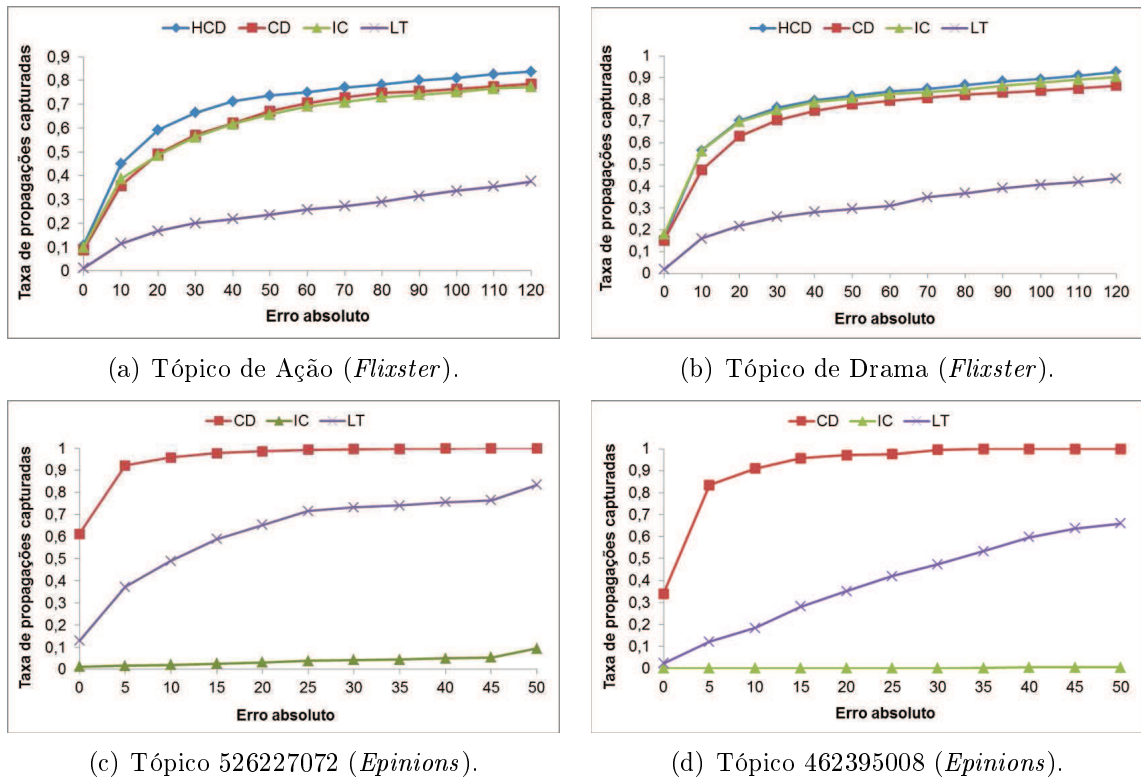 HCD CD IC LT
Taxa de propagações capturadas
0,9
0,8
0,7
0,6
0,5
0,4
0,3
0,2
0,1
0
0 10 20 30 40 50 60 70 80 90 100 110 120
Erro absoluto
(a) Tópico de Ação (Flixster).
HCD CD IC LT
Taxa de propagações capturadas
1
0,9
0,8
0,7
0,6
0,5
0,4
0,3
0,2
0,1
0
0 10 20 30 40 50 60 70 80 90 100 110 120
Erro absoluto
(b) Tópico de Drama (Flixster).
CD IC LT
Taxa de propagações capturadas
1
0,9
0,8
0,7
0,6
0,5
0,4
0,3
0,2
0,1
0
0 5 10 15 20 25 30 35 40 45 50
Erro absoluto
(c) Tópico 526227072 (Epinions).
CD IC LT
Taxa de propagações capturadas
1
0,9
0,8
0,7
0,6
0,5
0,4
0,3
0,2
0,1
0
0 5 10 15 20 25 30 35 40 45 50
Erro absoluto
(d) Tópico 462395008 (Epinions).